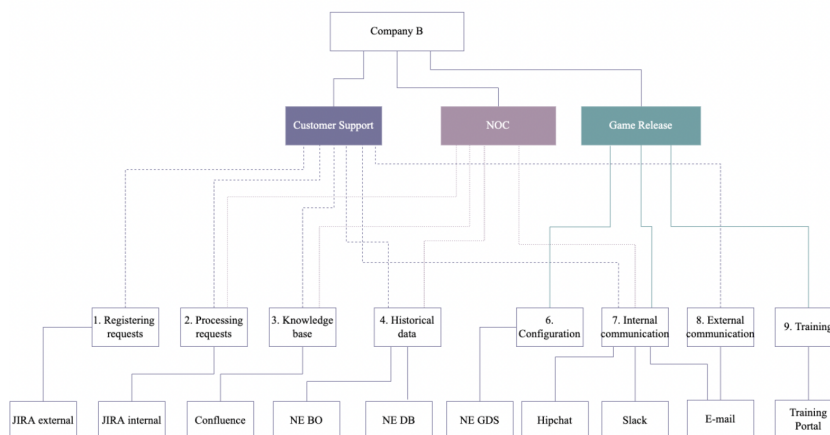 Company B
Customer Support
NOC
Game Release
1. Registering
requests
2. Processing
requests
3. Knowledge
base
4. Historical
data
6.
Configuration
7. Internal
communication
8. External
communication
9. Training
JIRA external
JIRA internal
Confluence
NE BO
NE DB
NE GDS
Hipchat
Slack
E-mail
Training
Portal